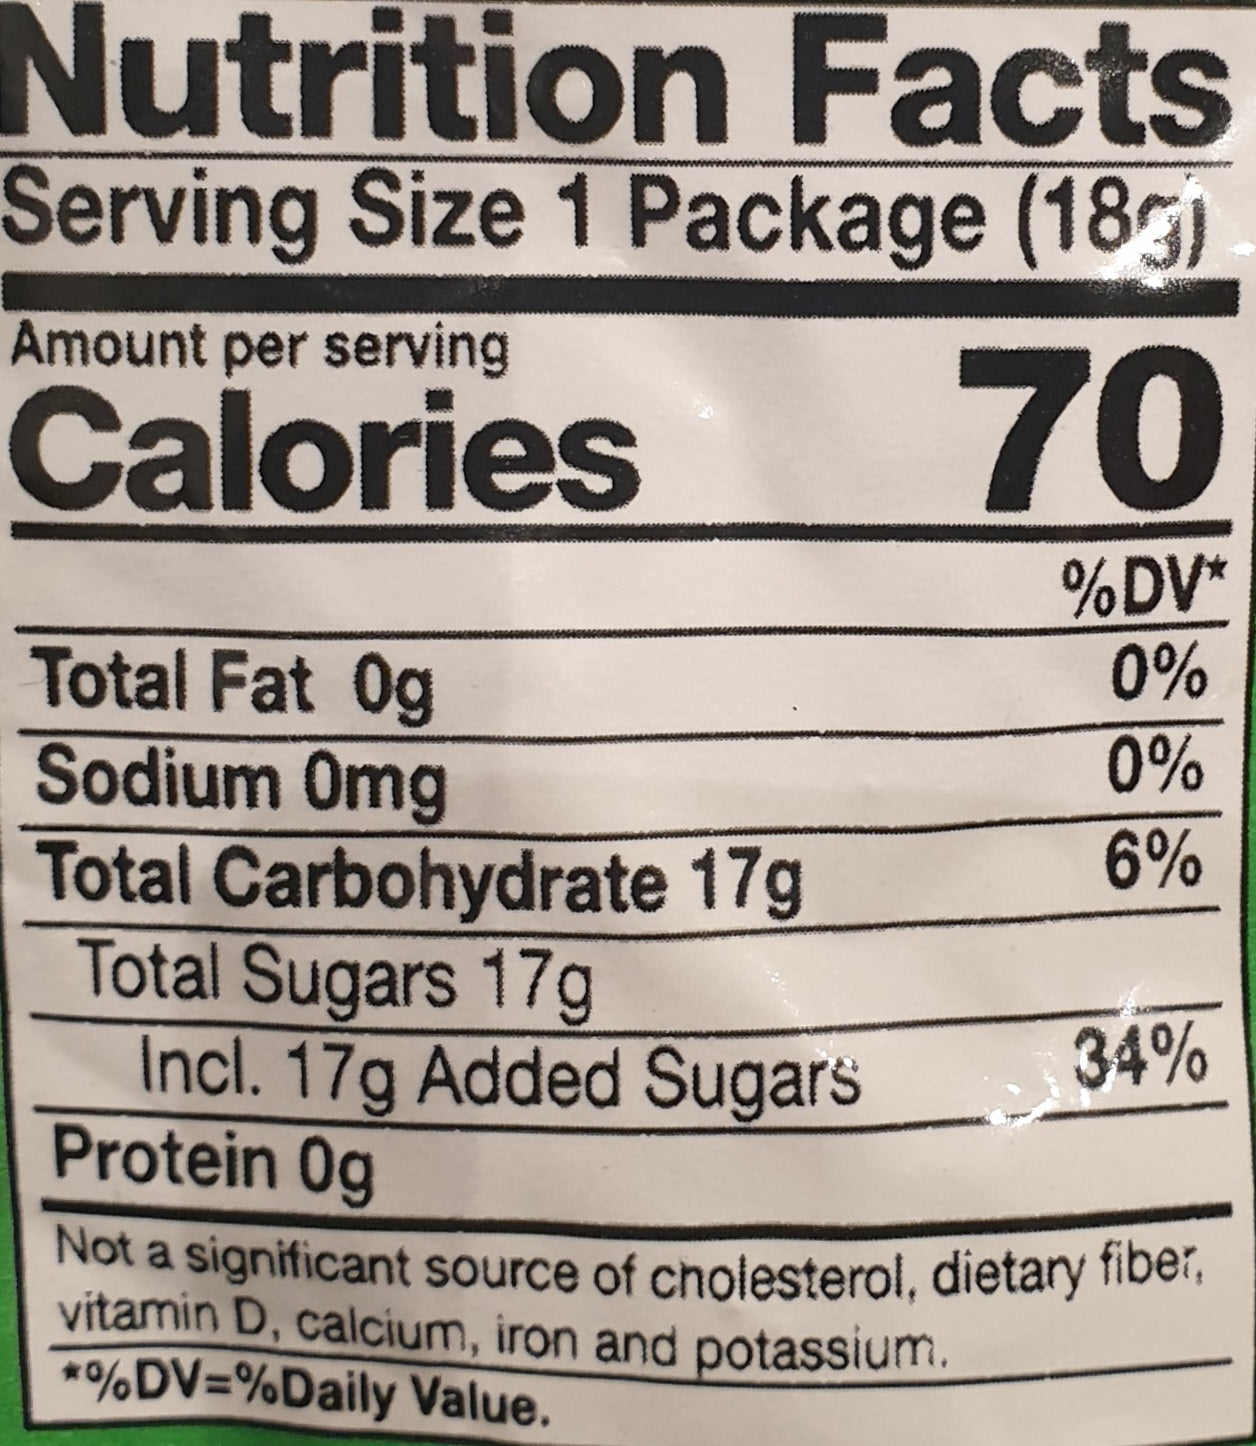 Nutrition Facts
Serving Size 1 Package (18g)
Amount per serving
Calories 70
%DV*
Total Fat 0g 0%
Sodium 0mg 0%
Total Carbohydrate 17g 6%
Total Sugars 17g
Incl. 17g Added Sugars 34%
Protein 0g
Not a significant source of cholesterol, dietary fiber,
vitamin D, calcium, iron and potassium.
*%DV=%Daily Value.